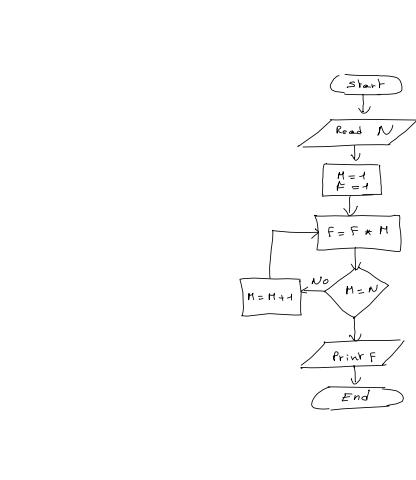 Start
Read N
M = 1
F = 1
F = F * M
No
M = N
M = M + 1
Print F
End